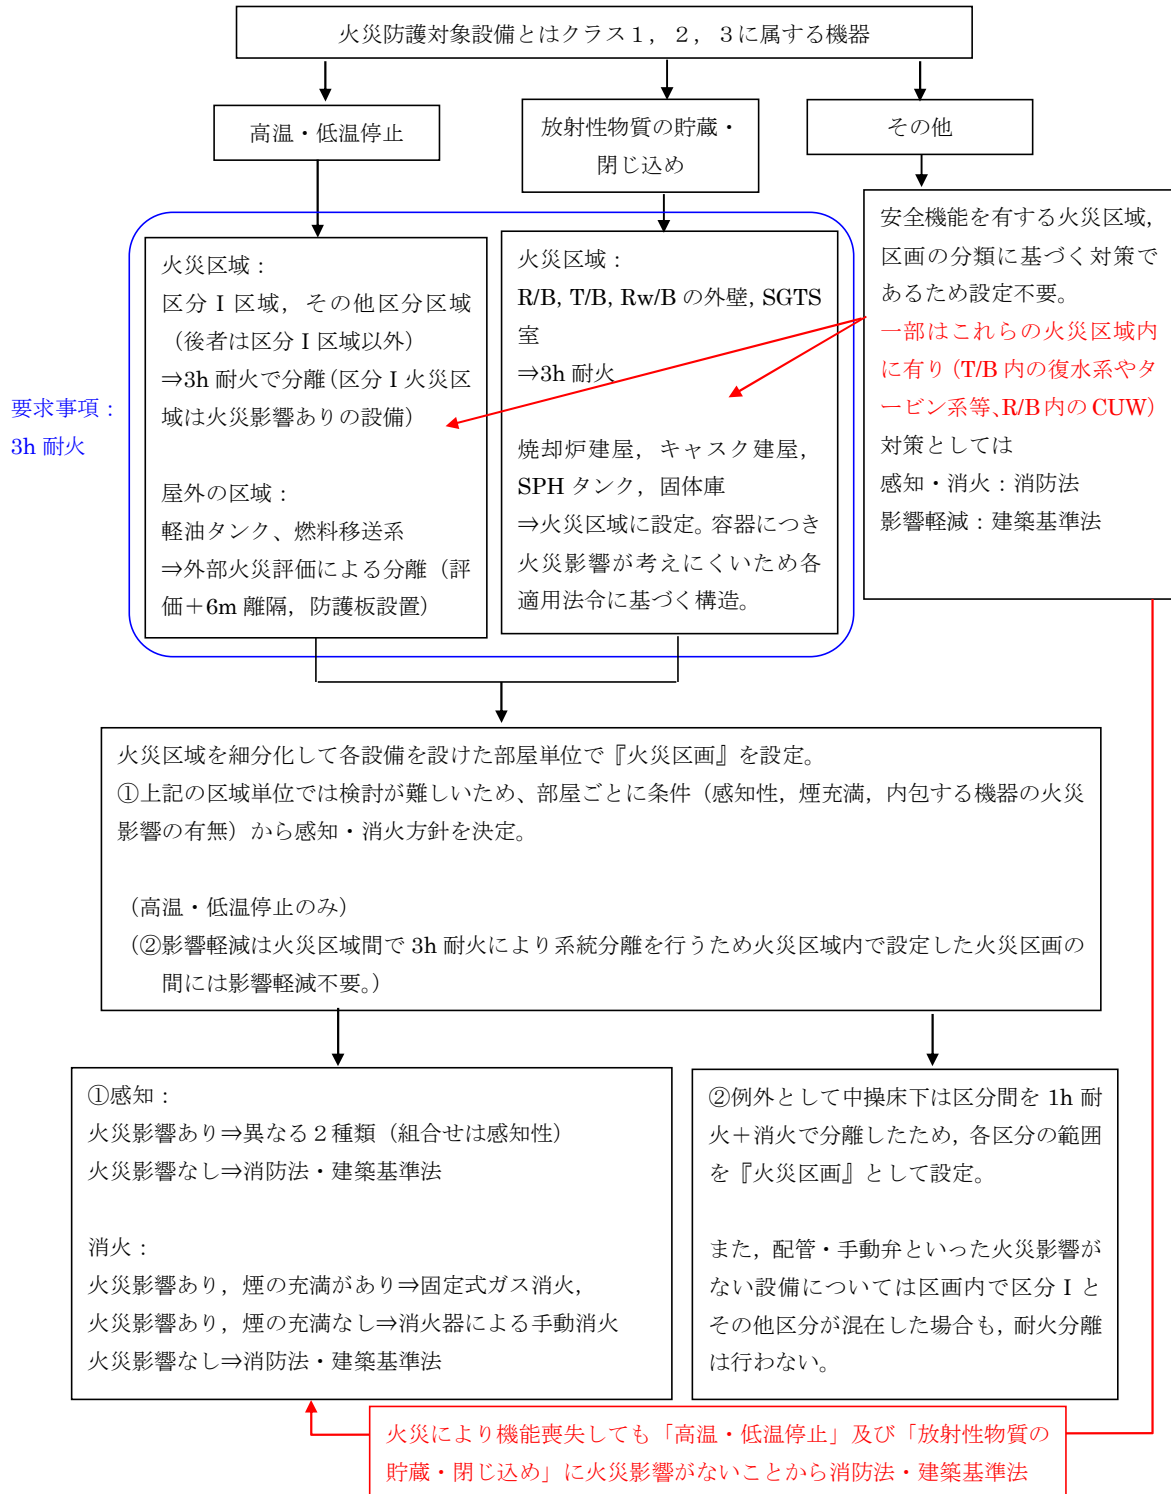 火災防護対象設備とはクラス１，２，３に属する機器
高温・低温停止
放射性物質の貯蔵・
閉じ込め
その他
要求事項：
3h 耐火
火災区域：
区分 I 区域，その他区分区域
（後者は区分 I 区域以外）
⇒3h 耐火で分離（区分 I 火災区
域は火災影響ありの設備）
屋外の区域：
軽油タンク、燃料移送系
⇒外部火災評価による分離（評
価＋6m 離隔，防護板設置）
火災区域：
R/B, T/B, Rw/B の外壁, SGTS
室
⇒3h 耐火
焼却炉建屋，キャスク建屋，
SPH タンク，固体庫
⇒火災区域に設定。容器につき
火災影響が考えにくいため各
適用法令に基づく構造。
安全機能を有する火災区域，
区画の分類に基づく対策で
あるため設定不要。
一部はこれらの火災区域内
に有り（T/B 内の復水系やタ
ービン系等、R/B 内の CUW）
対策としては
感知・消火：消防法
影響軽減：建築基準法
火災区域を細分化して各設備を設けた部屋単位で『火災区画』を設定。
①上記の区域単位では検討が難しいため、部屋ごとに条件（感知性，煙充満，内包する機器の火災
影響の有無）から感知・消火方針を決定。
（高温・低温停止のみ）
（②影響軽減は火災区域間で 3h 耐火により系統分離を行うため火災区域内で設定した火災区画の
間には影響軽減不要。）
①感知：
火災影響あり⇒異なる２種類（組合せは感知性）
火災影響なし⇒消防法・建築基準法
消火：
火災影響あり，煙の充満があり⇒固定式ガス消火，
火災影響あり，煙の充満なし⇒消火器による手動消火
火災影響なし⇒消防法・建築基準法
②例外として中操床下は区分間を 1h 耐
火＋消火で分離したため，各区分の範囲
を『火災区画』として設定。
また，配管・手動弁といった火災影響が
ない設備については区画内で区分 I と
その他区分が混在した場合も，耐火分離
は行わない。
火災により機能喪失しても「高温・低温停止」及び「放射性物質の
貯蔵・閉じ込め」に火災影響がないことから消防法・建築基準法